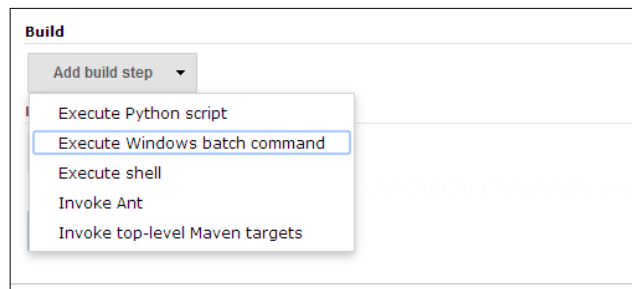 Build
Add build step
Execute Python script
Execute Windows batch command
Execute shell
Invoke Ant
Invoke top-level Maven targets